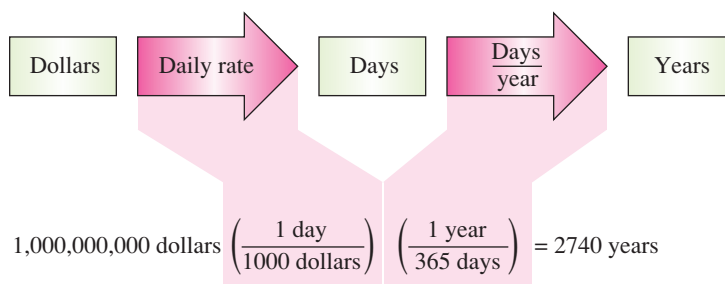 Dollars Daily rate Days Days/year Years
1,000,000,000 dollars (1 day/1000 dollars) (1 year/365 days) = 2740 years